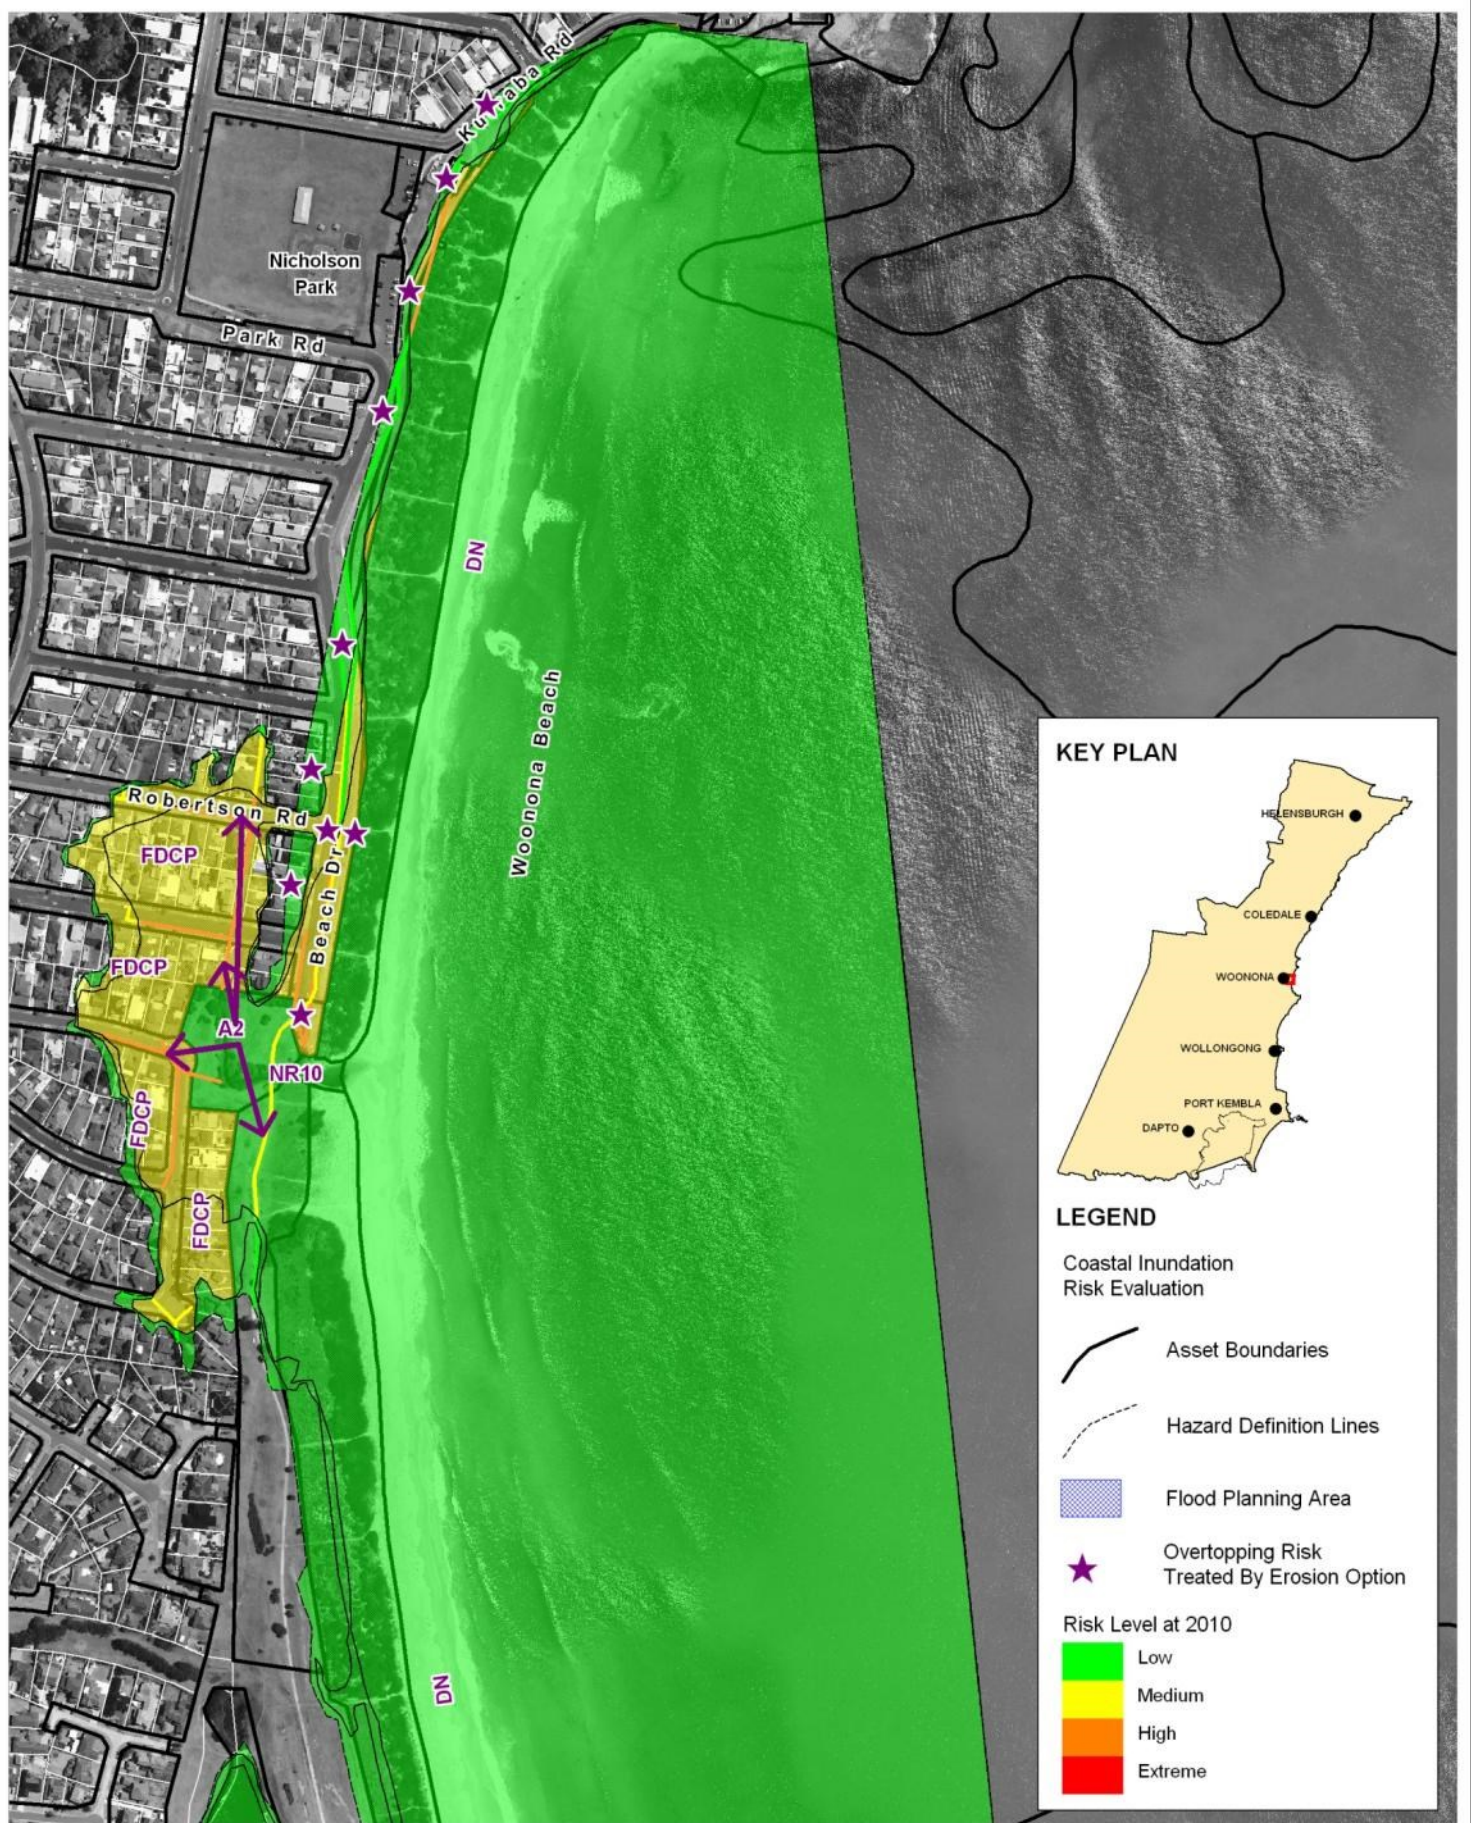 Kurraba Rd
Nicholson
Park
Park Rd
DN
Woonona Beach
Robertson Rd
FDCP
Beach Dr
FDCP
A2
NR10
FDCP
FDCP
DN
KEY PLAN
HELENSBURGH
COLEDALE
WOONONA
WOLLONGONG
PORT KEMBLA
DAPTO
LEGEND
Coastal Inundation
Risk Evaluation
Asset Boundaries
Hazard Definition Lines
Flood Planning Area
Overtopping Risk
Treated By Erosion Option
Risk Level at 2010
Low
Medium
High
Extreme